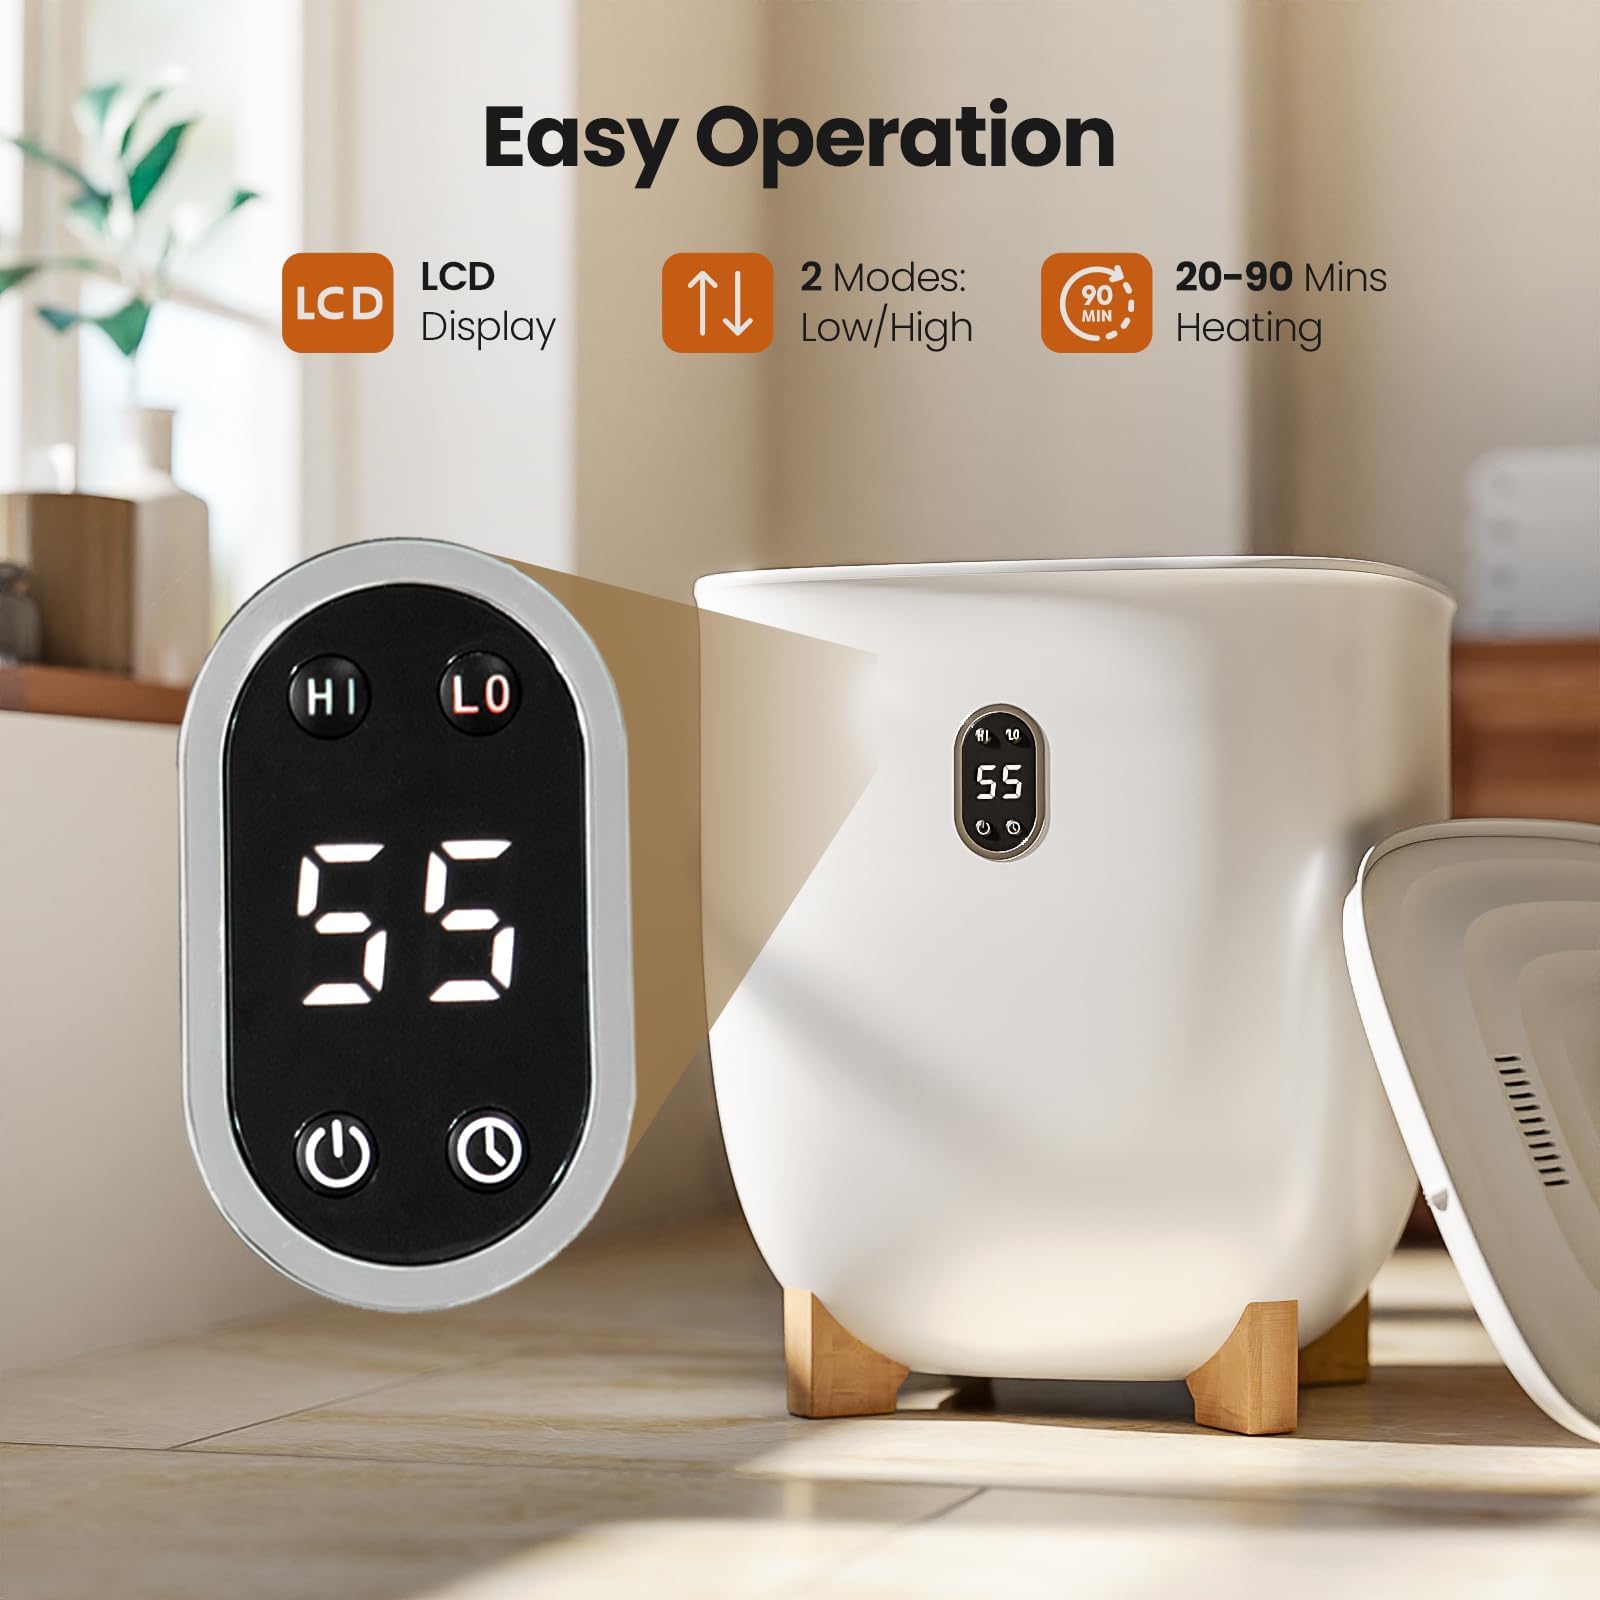 Easy Operation
LCD
LCD
Display
2 Modes:
Low/High
90
MIN
20-90 Mins
Heating
HI LO
55
HI LO
55